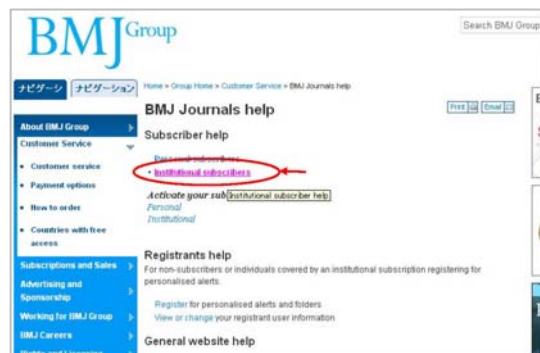 BMJ Group
Search BMJ Group
ナビゲーシ ナビゲーション
Home > Group Home > Customer Service > BMJ Journals help
BMJ Journals help
Print Email
About BMJ Group
Customer Service
• Customer service
• Payment options
• How to order
• Countries with free
access
Subscriptions and Sales
Advertising and
Sponsorship
Working for BMJ Group
BMJ Careers
Subscriber help
Personal subscribers
• Institutional subscribers
Activate your sub
Institutional subscriber help
Personal
Institutional
Registrants help
For non-subscribers or individuals covered by an institutional subscription registering for
personalised alerts.
Register for personalised alerts and folders
View or change your registrant user information
General website help